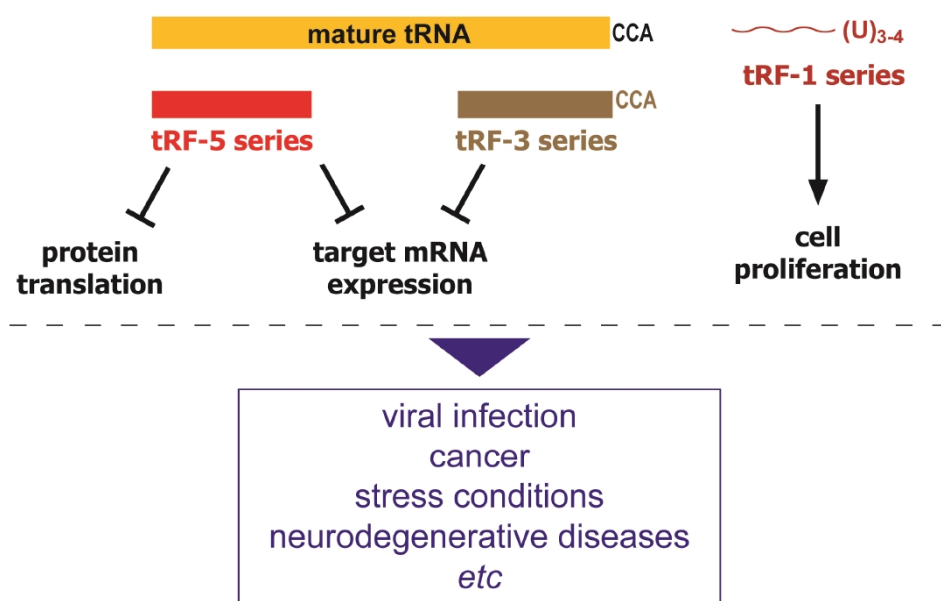 mature tRNA CCA
(U)3-4
tRF-1 series
CCA
tRF-5 series
tRF-3 series
protein
translation
target mRNA
expression
cell
proliferation
viral infection
cancer
stress conditions
neurodegenerative diseases
etc